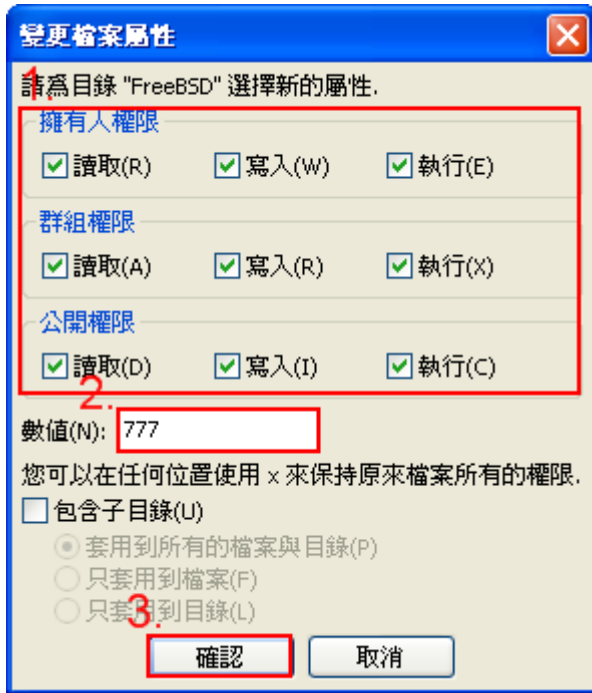 變更檔案屬性
請為目錄 "FreeBSD" 選擇新的屬性.
1.
擁有人權限
讀取(R) 寫入(W) 執行(E)
群組權限
讀取(A) 寫入(R) 執行(X)
公開權限
讀取(D) 寫入(I) 執行(C)
2.
數值(N): 777
您可以在任何位置使用 x 來保持原來檔案所有的權限.
包含子目錄(U)
套用到所有的檔案與目錄(P)
只套用到檔案(F)
只套用到目錄(L)
3.
確認 取消